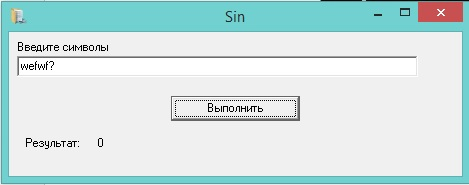 Sin
Введите символы
wefwf?
Выполнить
Результат: 0